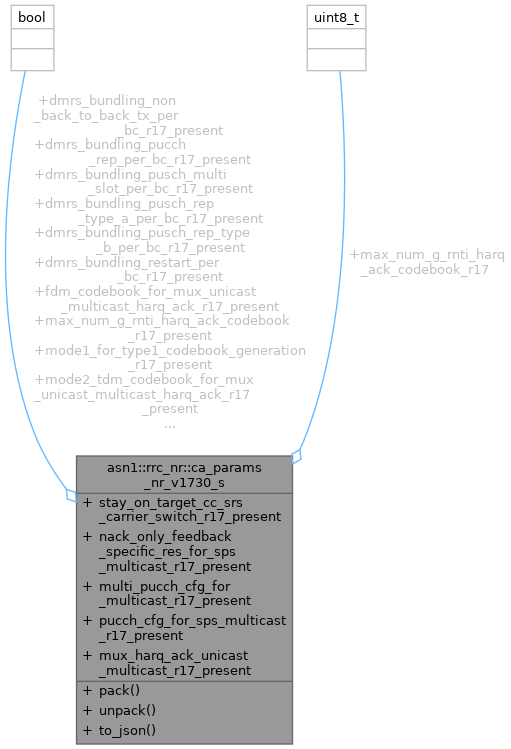 bool
uint8_t
+dmrs_bundling_non
_back_to_back_tx_per
_bc_r17_present
+dmrs_bundling_pucch
_rep_per_bc_r17_present
+dmrs_bundling_pusch_multi
_slot_per_bc_r17_present
+dmrs_bundling_pusch_rep
_type_a_per_bc_r17_present
+dmrs_bundling_pusch_rep_type
_b_per_bc_r17_present
+dmrs_bundling_restart_per
_bc_r17_present
+fdm_codebook_for_mux_unicast
_multicast_harq_ack_r17_present
+max_num_g_rnti_harq_ack_codebook
_r17_present
+mode1_for_type1_codebook_generation
_r17_present
+mode2_tdm_codebook_for_mux
_unicast_multicast_harq_ack_r17
_present
...
+max_num_g_rnti_harq
_ack_codebook_r17
asn1::rrc_nr::ca_params
_nr_v1730_s
+ stay_on_target_cc_srs
_carrier_switch_r17_present
+ nack_only_feedback
_specific_res_for_sps
_multicast_r17_present
+ multi_pucch_cfg_for
_multicast_r17_present
+ pucch_cfg_for_sps_multicast
_r17_present
+ mux_harq_ack_unicast
_multicast_r17_present
+ pack()
+ unpack()
+ to_json()